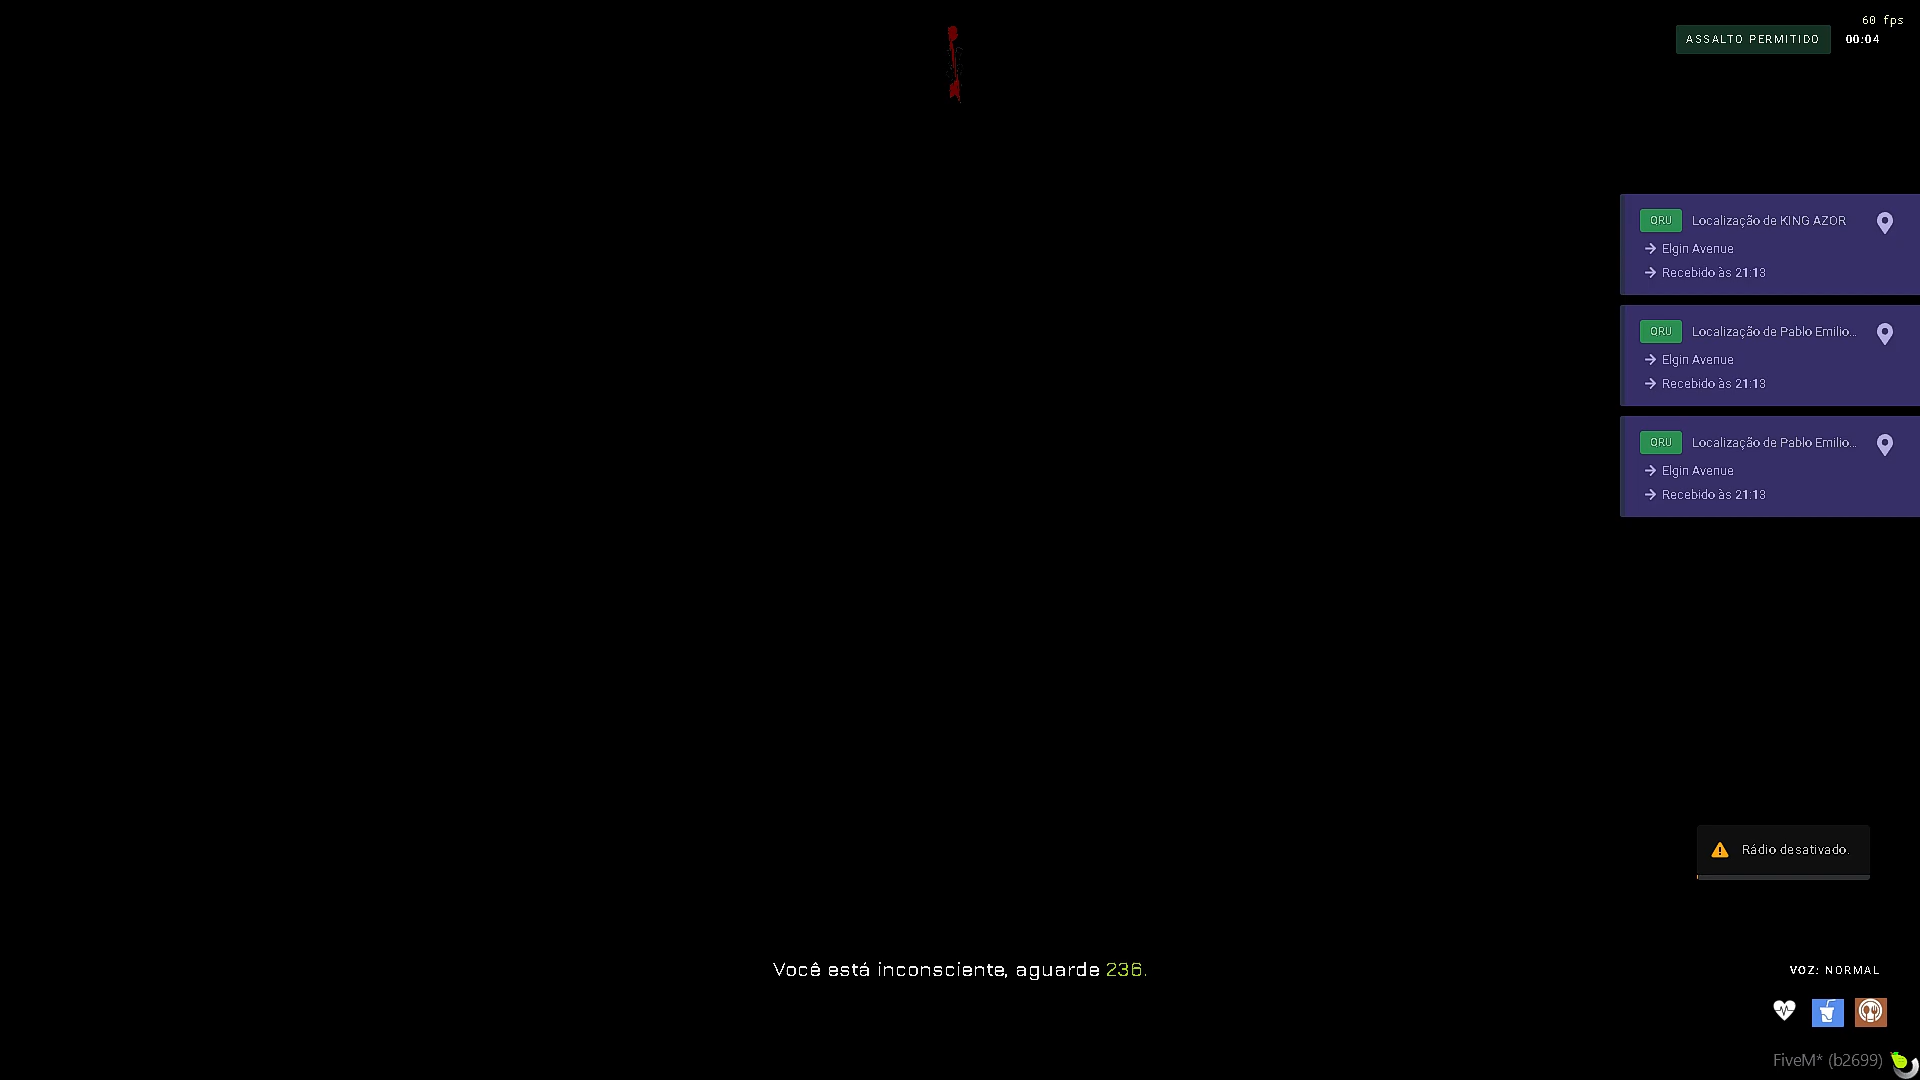 60 fps
ASSALTO PERMITIDO 00:04
QRU Localização de KING AZOR
Elgin Avenue
Recebido às 21:13
QRU Localização de Pablo Emilio...
Elgin Avenue
Recebido às 21:13
QRU Localização de Pablo Emilio...
Elgin Avenue
Recebido às 21:13
Rádio desativado.
Você está inconsciente, aguarde 236.
VOZ: NORMAL
FiveM* (b2699)